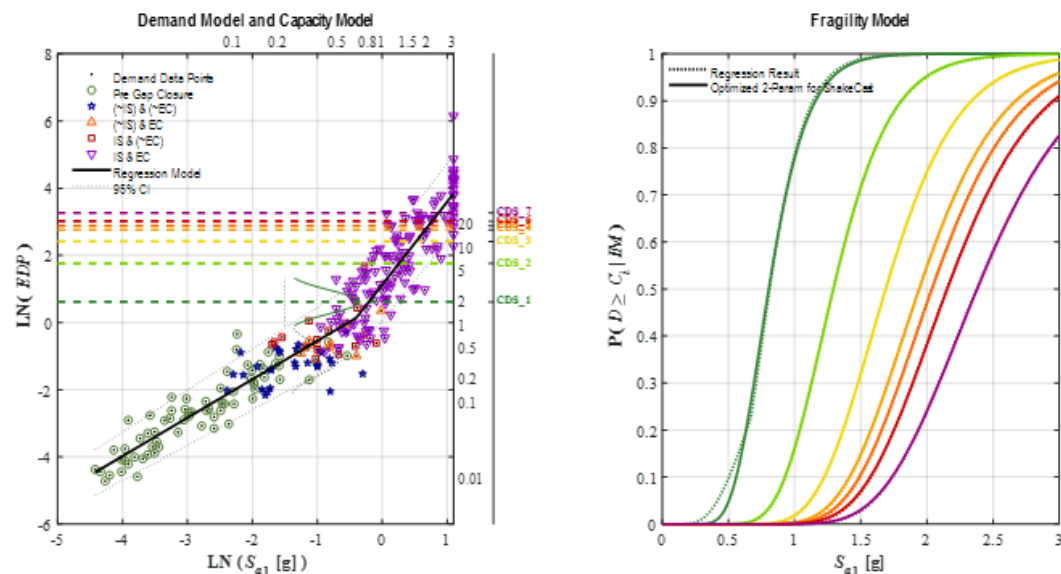 Demand Model and Capacity Model
0.1 0.2 0.5 0.8 1 1.5 2 3
8
6
4
2
0
-2
-4
-6
LN(EDP)
Demand Data Points
Pre Gap Closure
(~IS) & (~EC)
(~IS) & EC
IS & (~EC)
IS & EC
Regression Model
95% CI
20
10
5
2
1
0.5
0.2
0.1
0.01
CDS_7
CDS_3
CDS_2
CDS_1
-5 -4 -3 -2 -1 0 1
LN (Sa1 [g])
Fragility Model
Regression Result
Optimized 2-Param for ShakeCast
1
0.9
0.8
0.7
0.6
0.5
0.4
0.3
0.2
0.1
0
P( D ≥ Ci | IM)
0 0.5 1 1.5 2 2.5 3
Sa1 [g]